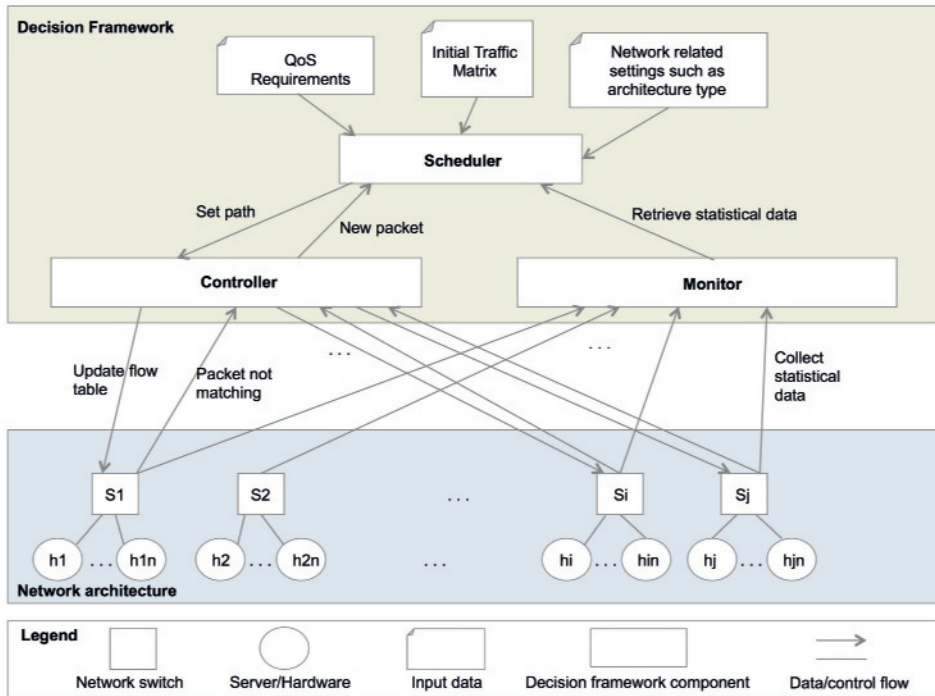 Decision Framework
QoS
Requirements
Initial Traffic
Matrix
Network related
settings such as
architecture type
Scheduler
Set path
New packet
Retrieve statistical data
Controller
Monitor
. . .
. . .
Update flow
table
Packet not
matching
Collect
statistical
data
S1
S2
. . .
Si
Sj
h1 . . . h1n
h2 . . . h2n
. . .
hi . . . hin
hj . . . hjn
Network architecture
Legend
Network switch
Server/Hardware
Input data
Decision framework component
Data/control flow